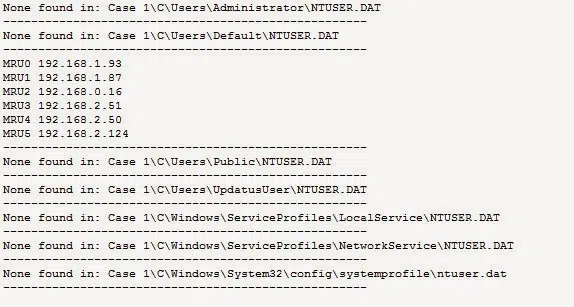 None found in: Case 1\C\Users\Administrator\NTUSER.DAT
----------------------------------------------------
None found in: Case 1\C\Users\Default\NTUSER.DAT
----------------------------------------------------
MRU0 192.168.1.93
MRU1 192.168.1.87
MRU2 192.168.0.16
MRU3 192.168.2.51
MRU4 192.168.2.50
MRU5 192.168.2.124
----------------------------------------------------
None found in: Case 1\C\Users\Public\NTUSER.DAT
----------------------------------------------------
None found in: Case 1\C\Users\UpdatusUser\NTUSER.DAT
----------------------------------------------------
None found in: Case 1\C\Windows\ServiceProfiles\LocalService\NTUSER.DAT
----------------------------------------------------
None found in: Case 1\C\Windows\ServiceProfiles\NetworkService\NTUSER.DAT
----------------------------------------------------
None found in: Case 1\C\Windows\System32\config\systemprofile\ntuser.dat
----------------------------------------------------